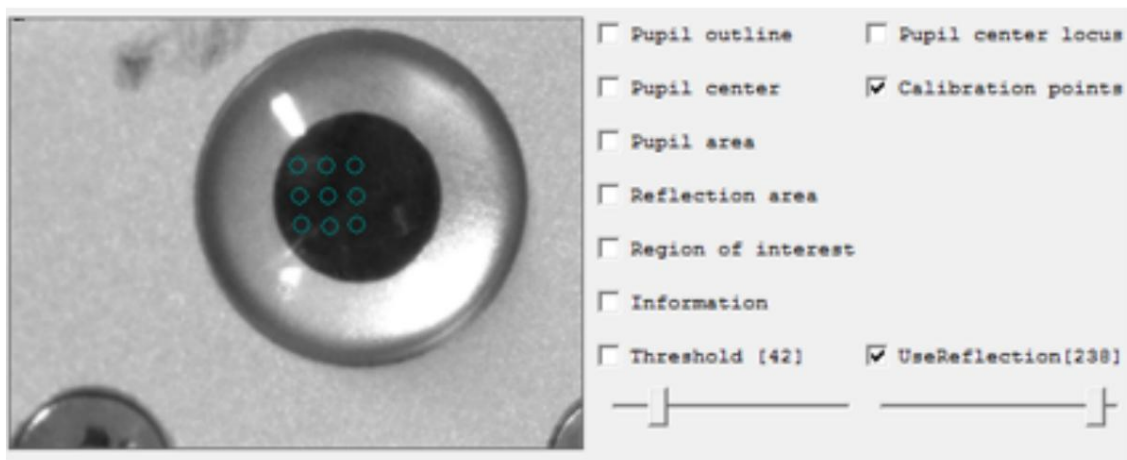 Pupil outline
Pupil center locus
Pupil center
Calibration points
Pupil area
Reflection area
Region of interest
Information
Threshold [42]
UseReflection[238]